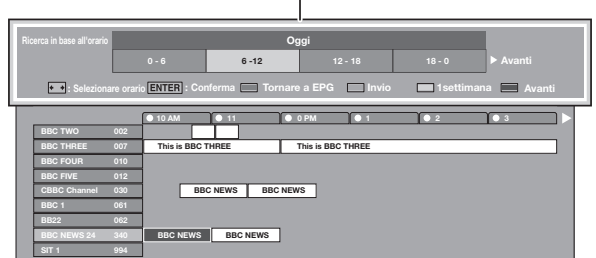 Ricerca in base all'orario
Oggi
0 - 6 6 -12 12 - 18 18 - 0 Avanti
: Selezionare orario ENTER : Conferma Tornare a EPG Invio 1settimana Avanti
10 AM 11 0 PM 1 2 3
BBC TWO 002
BBC THREE 007 This is BBC THREE This is BBC THREE
BBC FOUR 010
BBC FIVE 012
CBBC Channel 030 BBC NEWS BBC NEWS
BBC 1 061
BB22 062
BBC NEWS 24 340 BBC NEWS BBC NEWS
SIT 1 994